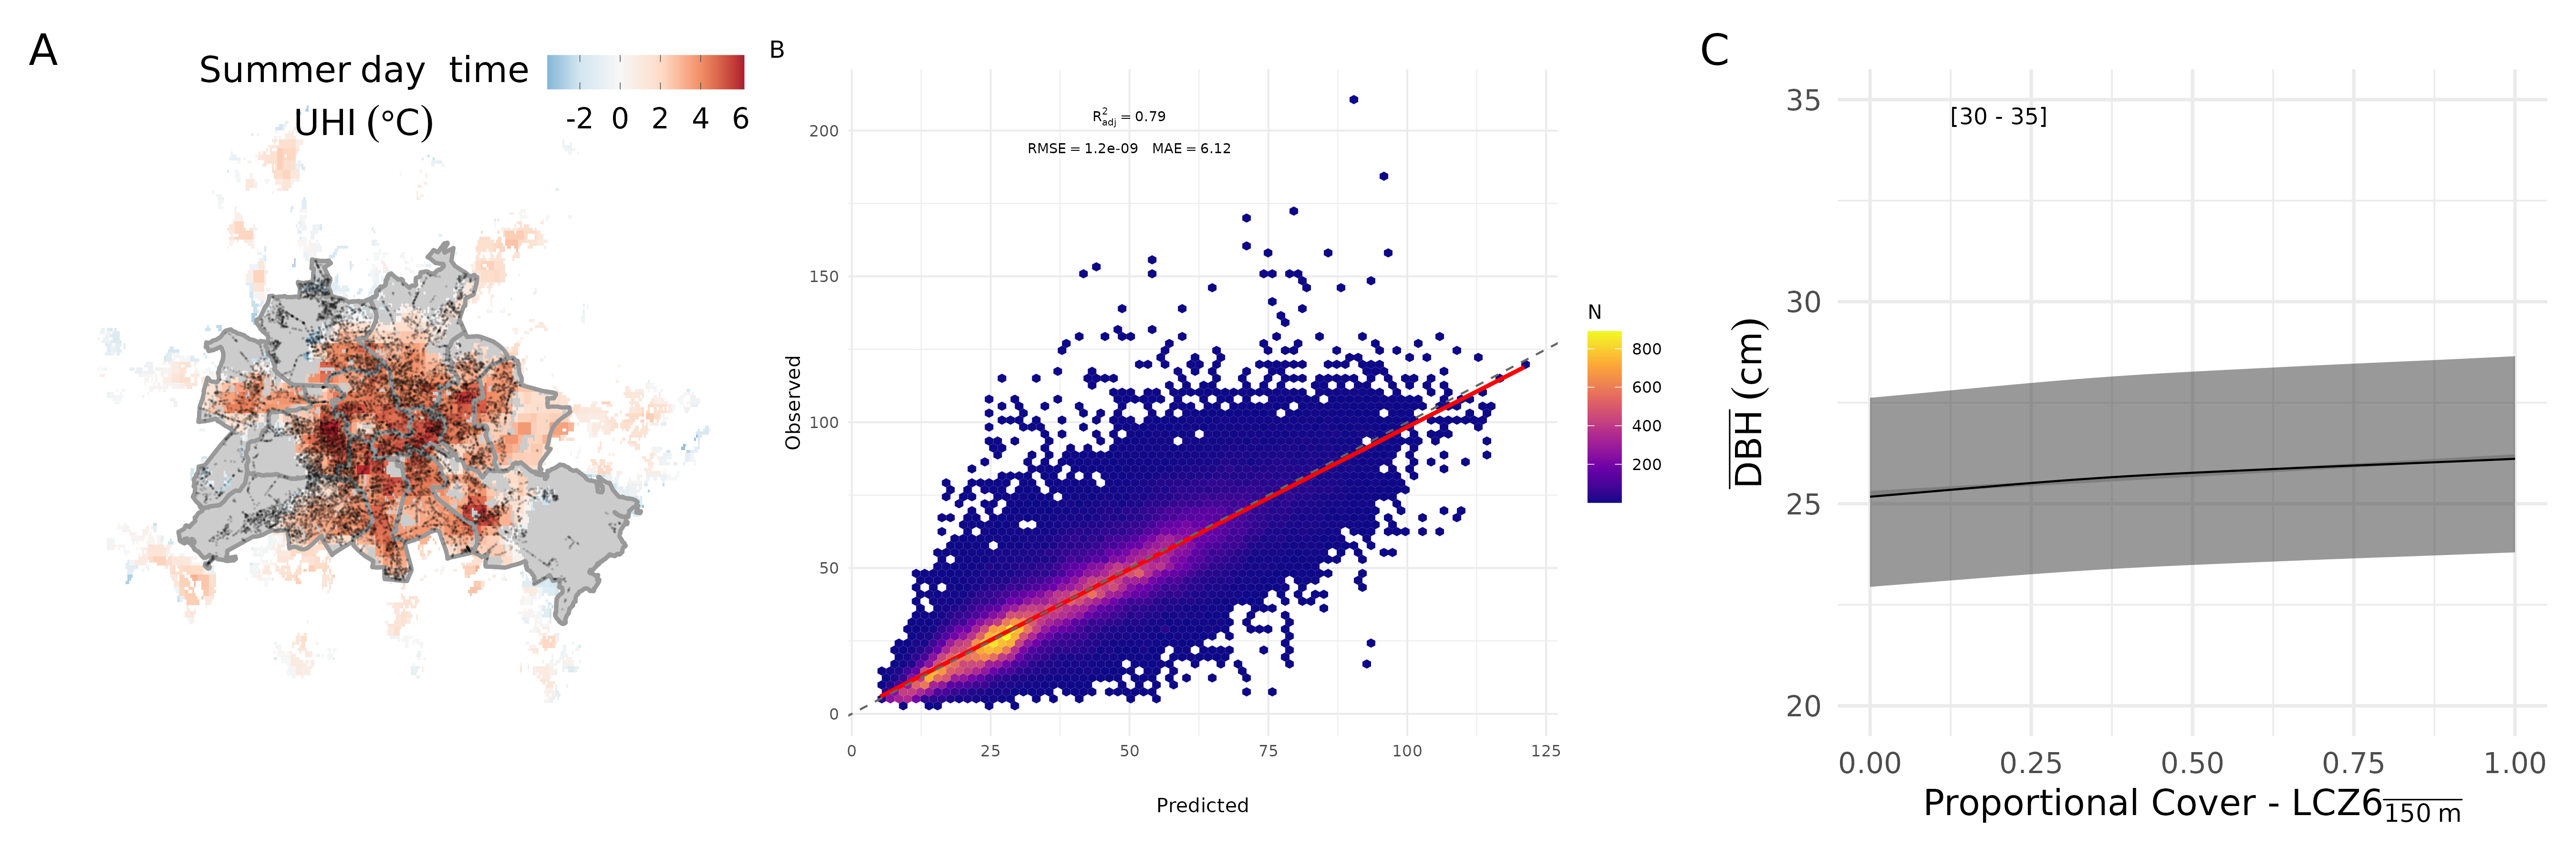 A
Summer day  time
UHI (°C)
-2 0 2 4 6
B
R²adj = 0.79
RMSE = 1.2e-09   MAE = 6.12
200
150
100
50
0
Observed
0 25 50 75 100 125
Predicted
N
800
600
400
200
C
[30 - 35]
35
30
25
20
DBH (cm)
0.00 0.25 0.50 0.75 1.00
Proportional Cover - LCZ6 150 m